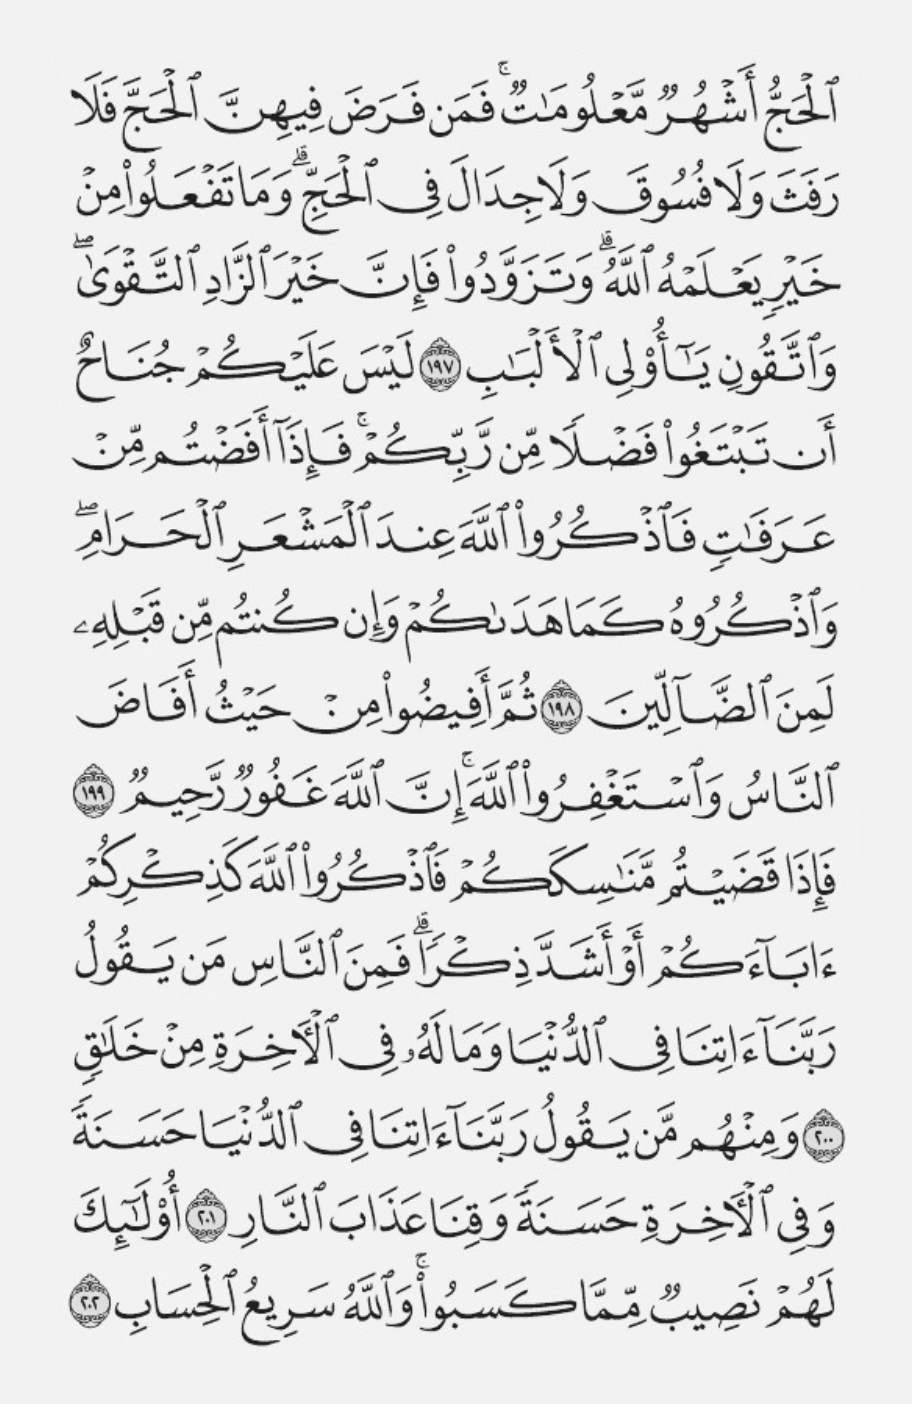 ٱلۡحَجُّ أَشۡهُرٞ مَّعۡلُومَٰتٞۚ فَمَن فَرَضَ فِيهِنَّ ٱلۡحَجَّ فَلَا
رَفَثَ وَلَا فُسُوقَ وَلَا جِدَالَ فِي ٱلۡحَجِّۗ وَمَا تَفۡعَلُواْ مِنۡ
خَيۡرٖ يَعۡلَمۡهُ ٱللَّهُۗ وَتَزَوَّدُواْ فَإِنَّ خَيۡرَ ٱلزَّادِ ٱلتَّقۡوَىٰۖ
وَٱتَّقُونِ يَٰٓأُوْلِي ٱلۡأَلۡبَٰبِ ١٩٧ لَيۡسَ عَلَيۡكُمۡ جُنَاحٌ
أَن تَبۡتَغُواْ فَضۡلٗا مِّن رَّبِّكُمۡۚ فَإِذَآ أَفَضۡتُم مِّنۡ
عَرَفَٰتٖ فَٱذۡكُرُواْ ٱللَّهَ عِندَ ٱلۡمَشۡعَرِ ٱلۡحَرَامِۖ
وَٱذۡكُرُوهُ كَمَا هَدَىٰكُمۡ وَإِن كُنتُم مِّن قَبۡلِهِۦ
لَمِنَ ٱلضَّآلِّينَ ١٩٨ ثُمَّ أَفِيضُواْ مِنۡ حَيۡثُ أَفَاضَ
ٱلنَّاسُ وَٱسۡتَغۡفِرُواْ ٱللَّهَۚ إِنَّ ٱللَّهَ غَفُورٞ رَّحِيمٞ ١٩٩
فَإِذَا قَضَيۡتُم مَّنَٰسِكَكُمۡ فَٱذۡكُرُواْ ٱللَّهَ كَذِكۡرِكُمۡ
ءَابَآءَكُمۡ أَوۡ أَشَدَّ ذِكۡرٗاۗ فَمِنَ ٱلنَّاسِ مَن يَقُولُ
رَبَّنَآ ءَاتِنَا فِي ٱلدُّنۡيَا وَمَا لَهُۥ فِي ٱلۡأٓخِرَةِ مِنۡ خَلَٰقٖ
٢٠٠ وَمِنۡهُم مَّن يَقُولُ رَبَّنَآ ءَاتِنَا فِي ٱلدُّنۡيَا حَسَنَةٗ
وَفِي ٱلۡأٓخِرَةِ حَسَنَةٗ وَقِنَا عَذَابَ ٱلنَّارِ ٢٠١ أُوْلَٰٓئِكَ
لَهُمۡ نَصِيبٞ مِّمَّا كَسَبُواْۚ وَٱللَّهُ سَرِيعُ ٱلۡحِسَابِ ٢٠٢